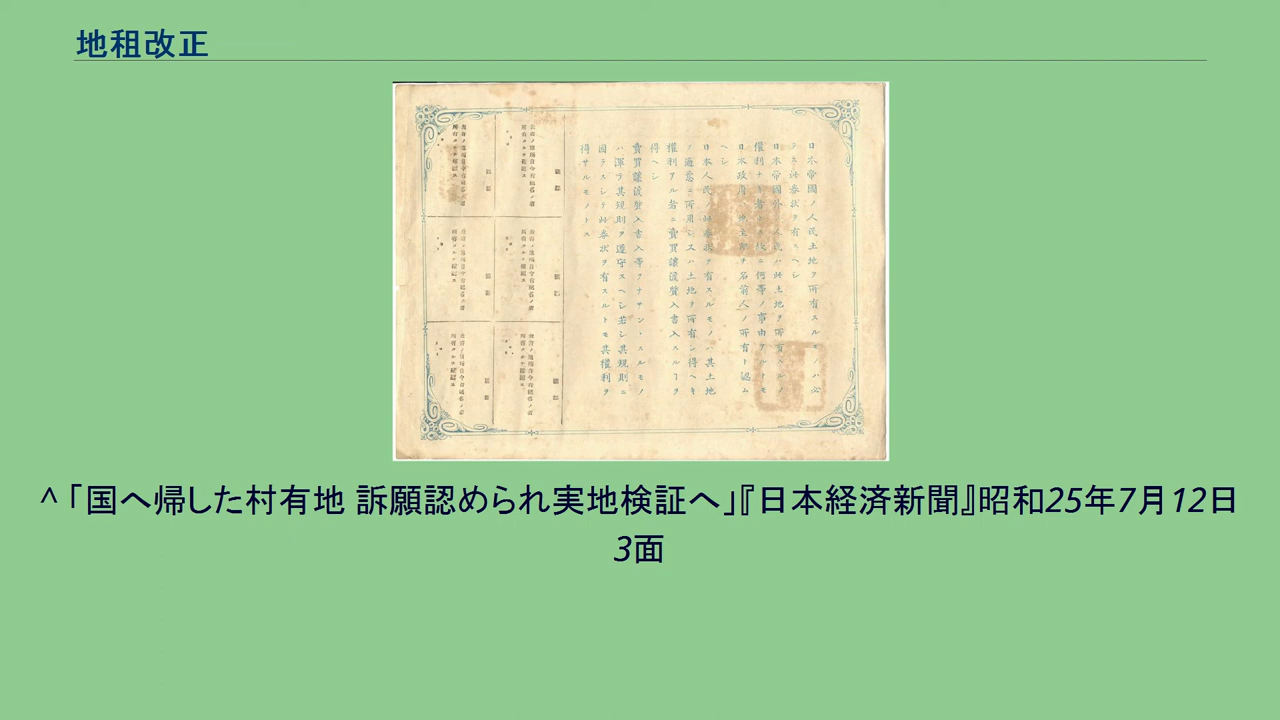 地租改正
日本帝國ノ人民土地ヲ所有スルモノハ必
ラス此券状ヲ有スヘシ
日本帝國外ノ人民ハ此土地ヲ所有スルノ
權利ナキ者トス故ニ何等ノ事由アルトモ
日本政府ハ地主即チ名前人ノ所有ト認ム
ヘシ
日本人民ノ此券状ヲ有スルモノハ其土地
ヲ適意ニ所用シ又ハ土地ヲ所有シ得ヘキ
權利アル者ニ賣買讓渡質入書入スルヿヲ
得ヘシ
賣買讓渡質入書入等ヲナサントスルモノ
ハ渾テ其規則ヲ遵守スヘシ若シ其規則ニ
因ラスシテ此券状ヲ有スルトモ其權利ヲ
得サルモノトス
^ 「国へ帰した村有地 訴願認められ実地検証へ」『日本経済新聞』昭和25年7月12日
3面